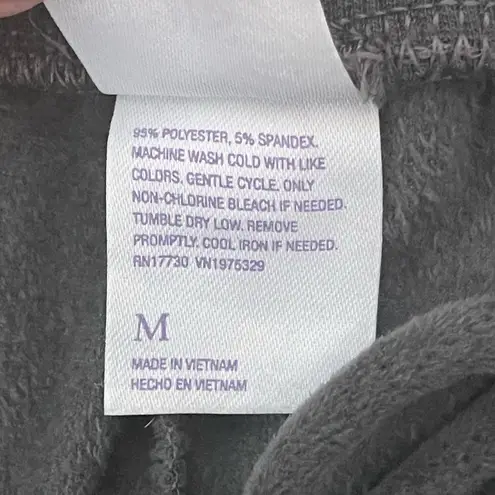 95% POLYESTER, 5% SPANDEX.
MACHINE WASH COLD WITH LIKE
COLORS. GENTLE CYCLE. ONLY
NON-CHLORINE BLEACH IF NEEDED.
TUMBLE DRY LOW. REMOVE
PROMPTLY. COOL IRON IF NEEDED.
RN17730 VN1975329
M
MADE IN VIETNAM
HECHO EN VIETNAM